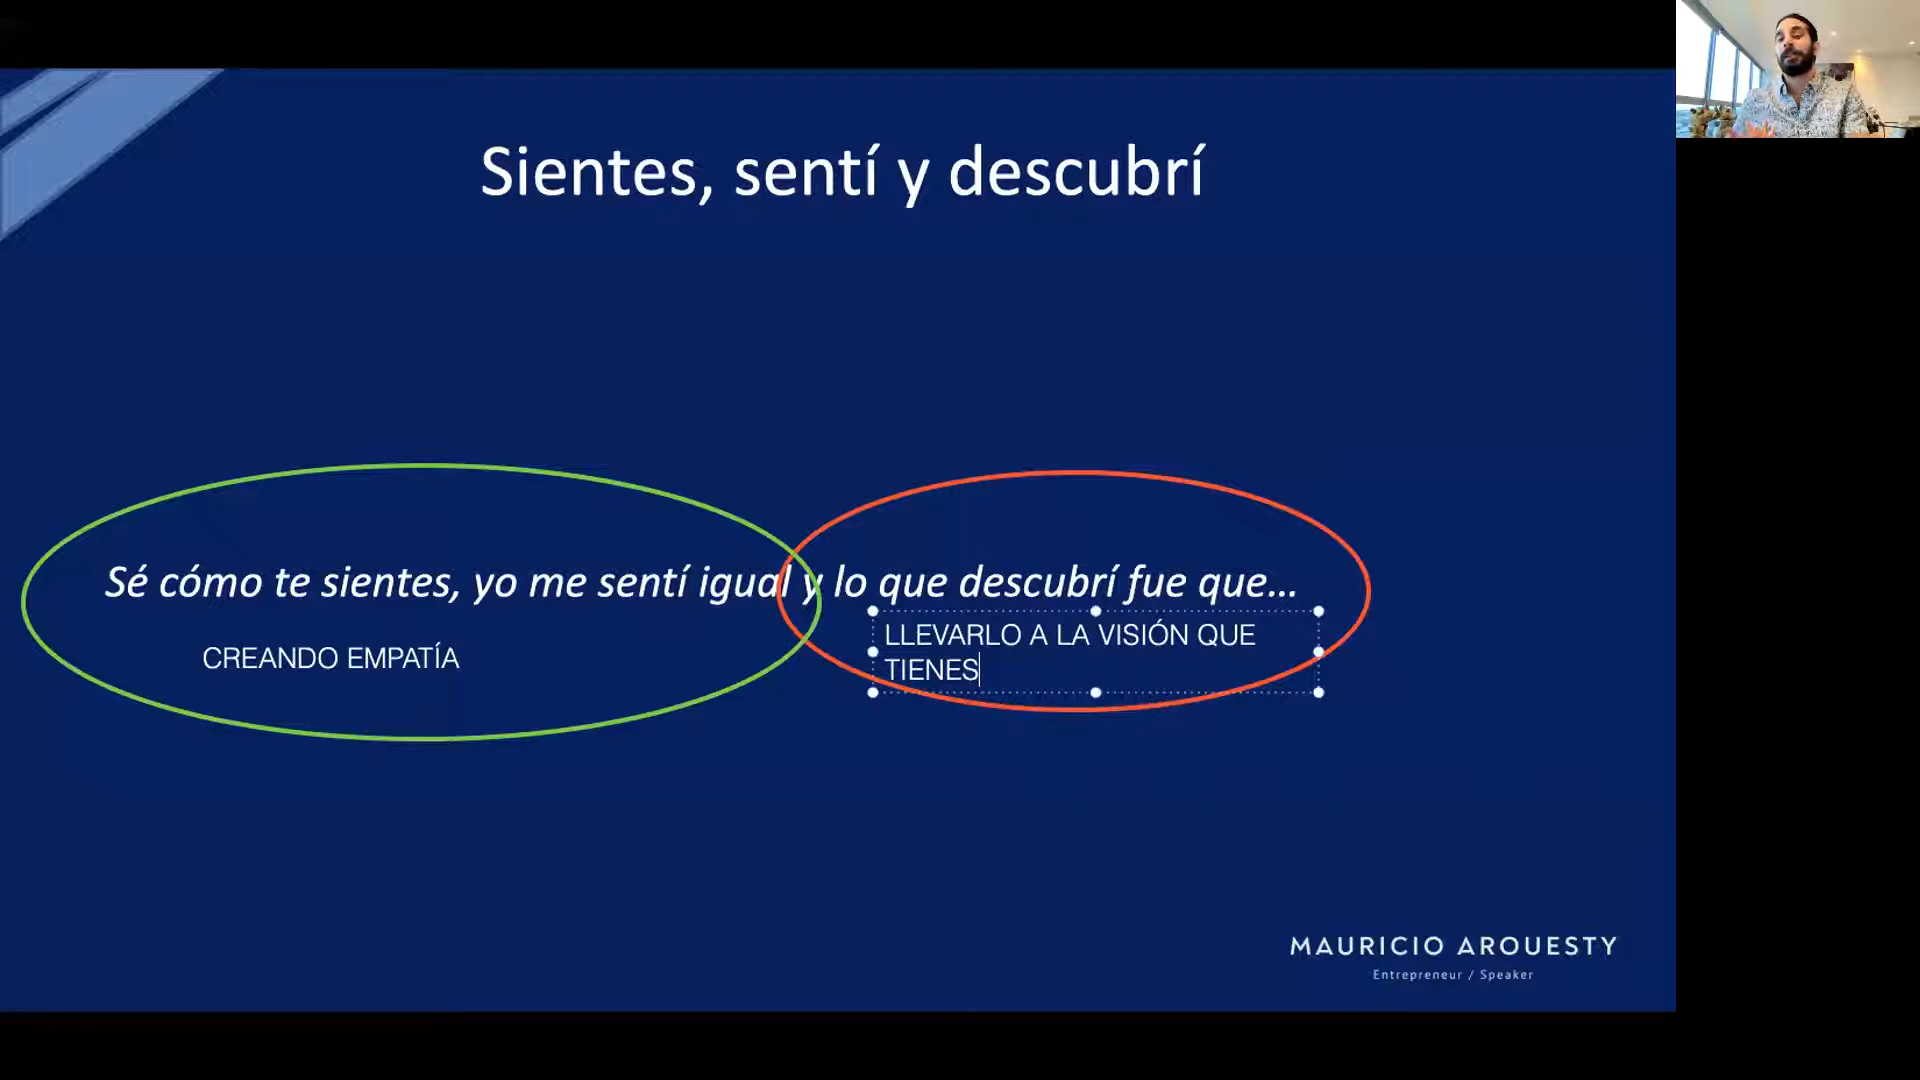 Sientes, sentí y descubrí
Sé cómo te sientes, yo me sentí igual y lo que descubrí fue que...
CREANDO EMPATÍA
LLEVARLO A LA VISIÓN QUE
TIENES
MAURICIO AROUESTY
Entrepreneur / Speaker